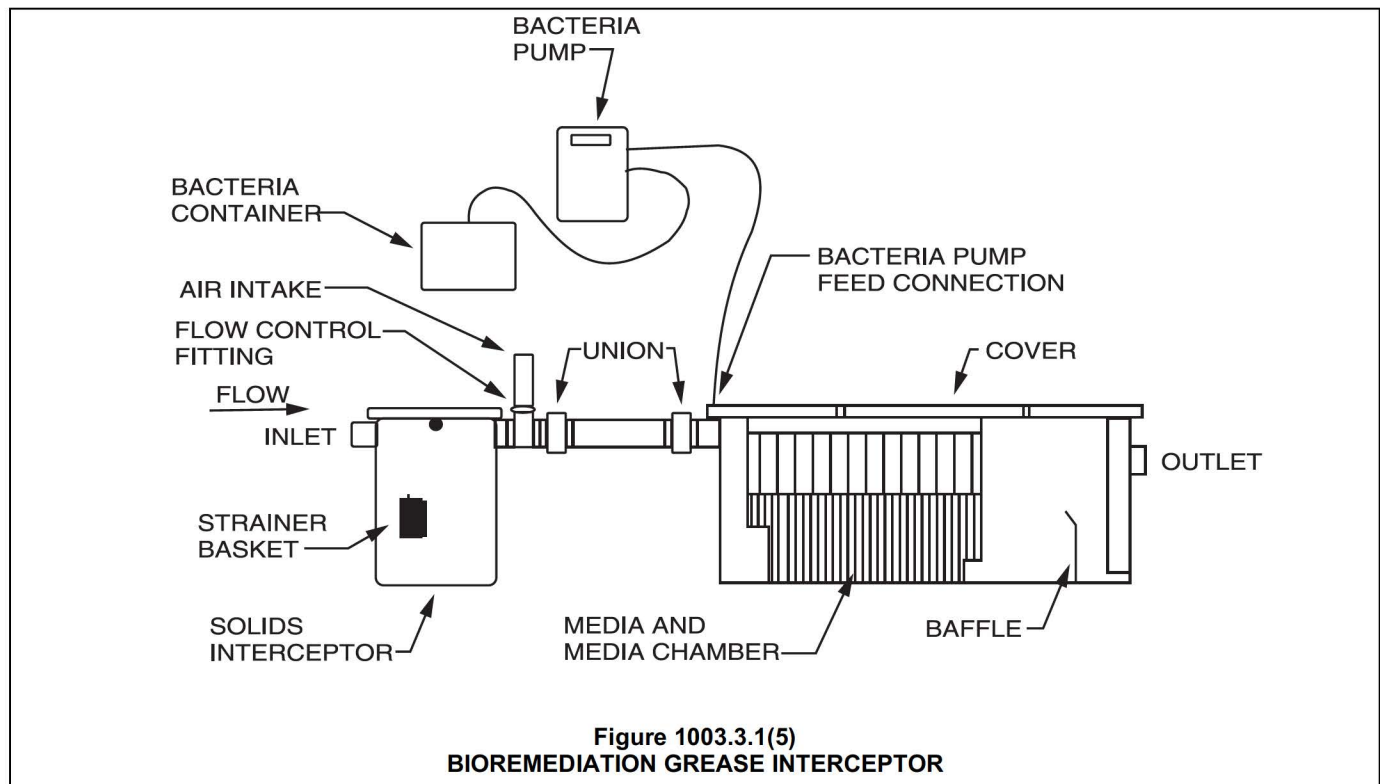 BACTERIA
PUMP
BACTERIA
CONTAINER
AIR INTAKE
FLOW CONTROL
FITTING
FLOW
INLET
UNION
BACTERIA PUMP
FEED CONNECTION
COVER
OUTLET
STRAINER
BASKET
SOLIDS
INTERCEPTOR
MEDIA AND
MEDIA CHAMBER
BAFFLE
Figure 1003.3.1(5)
BIOREMEDIATION GREASE INTERCEPTOR